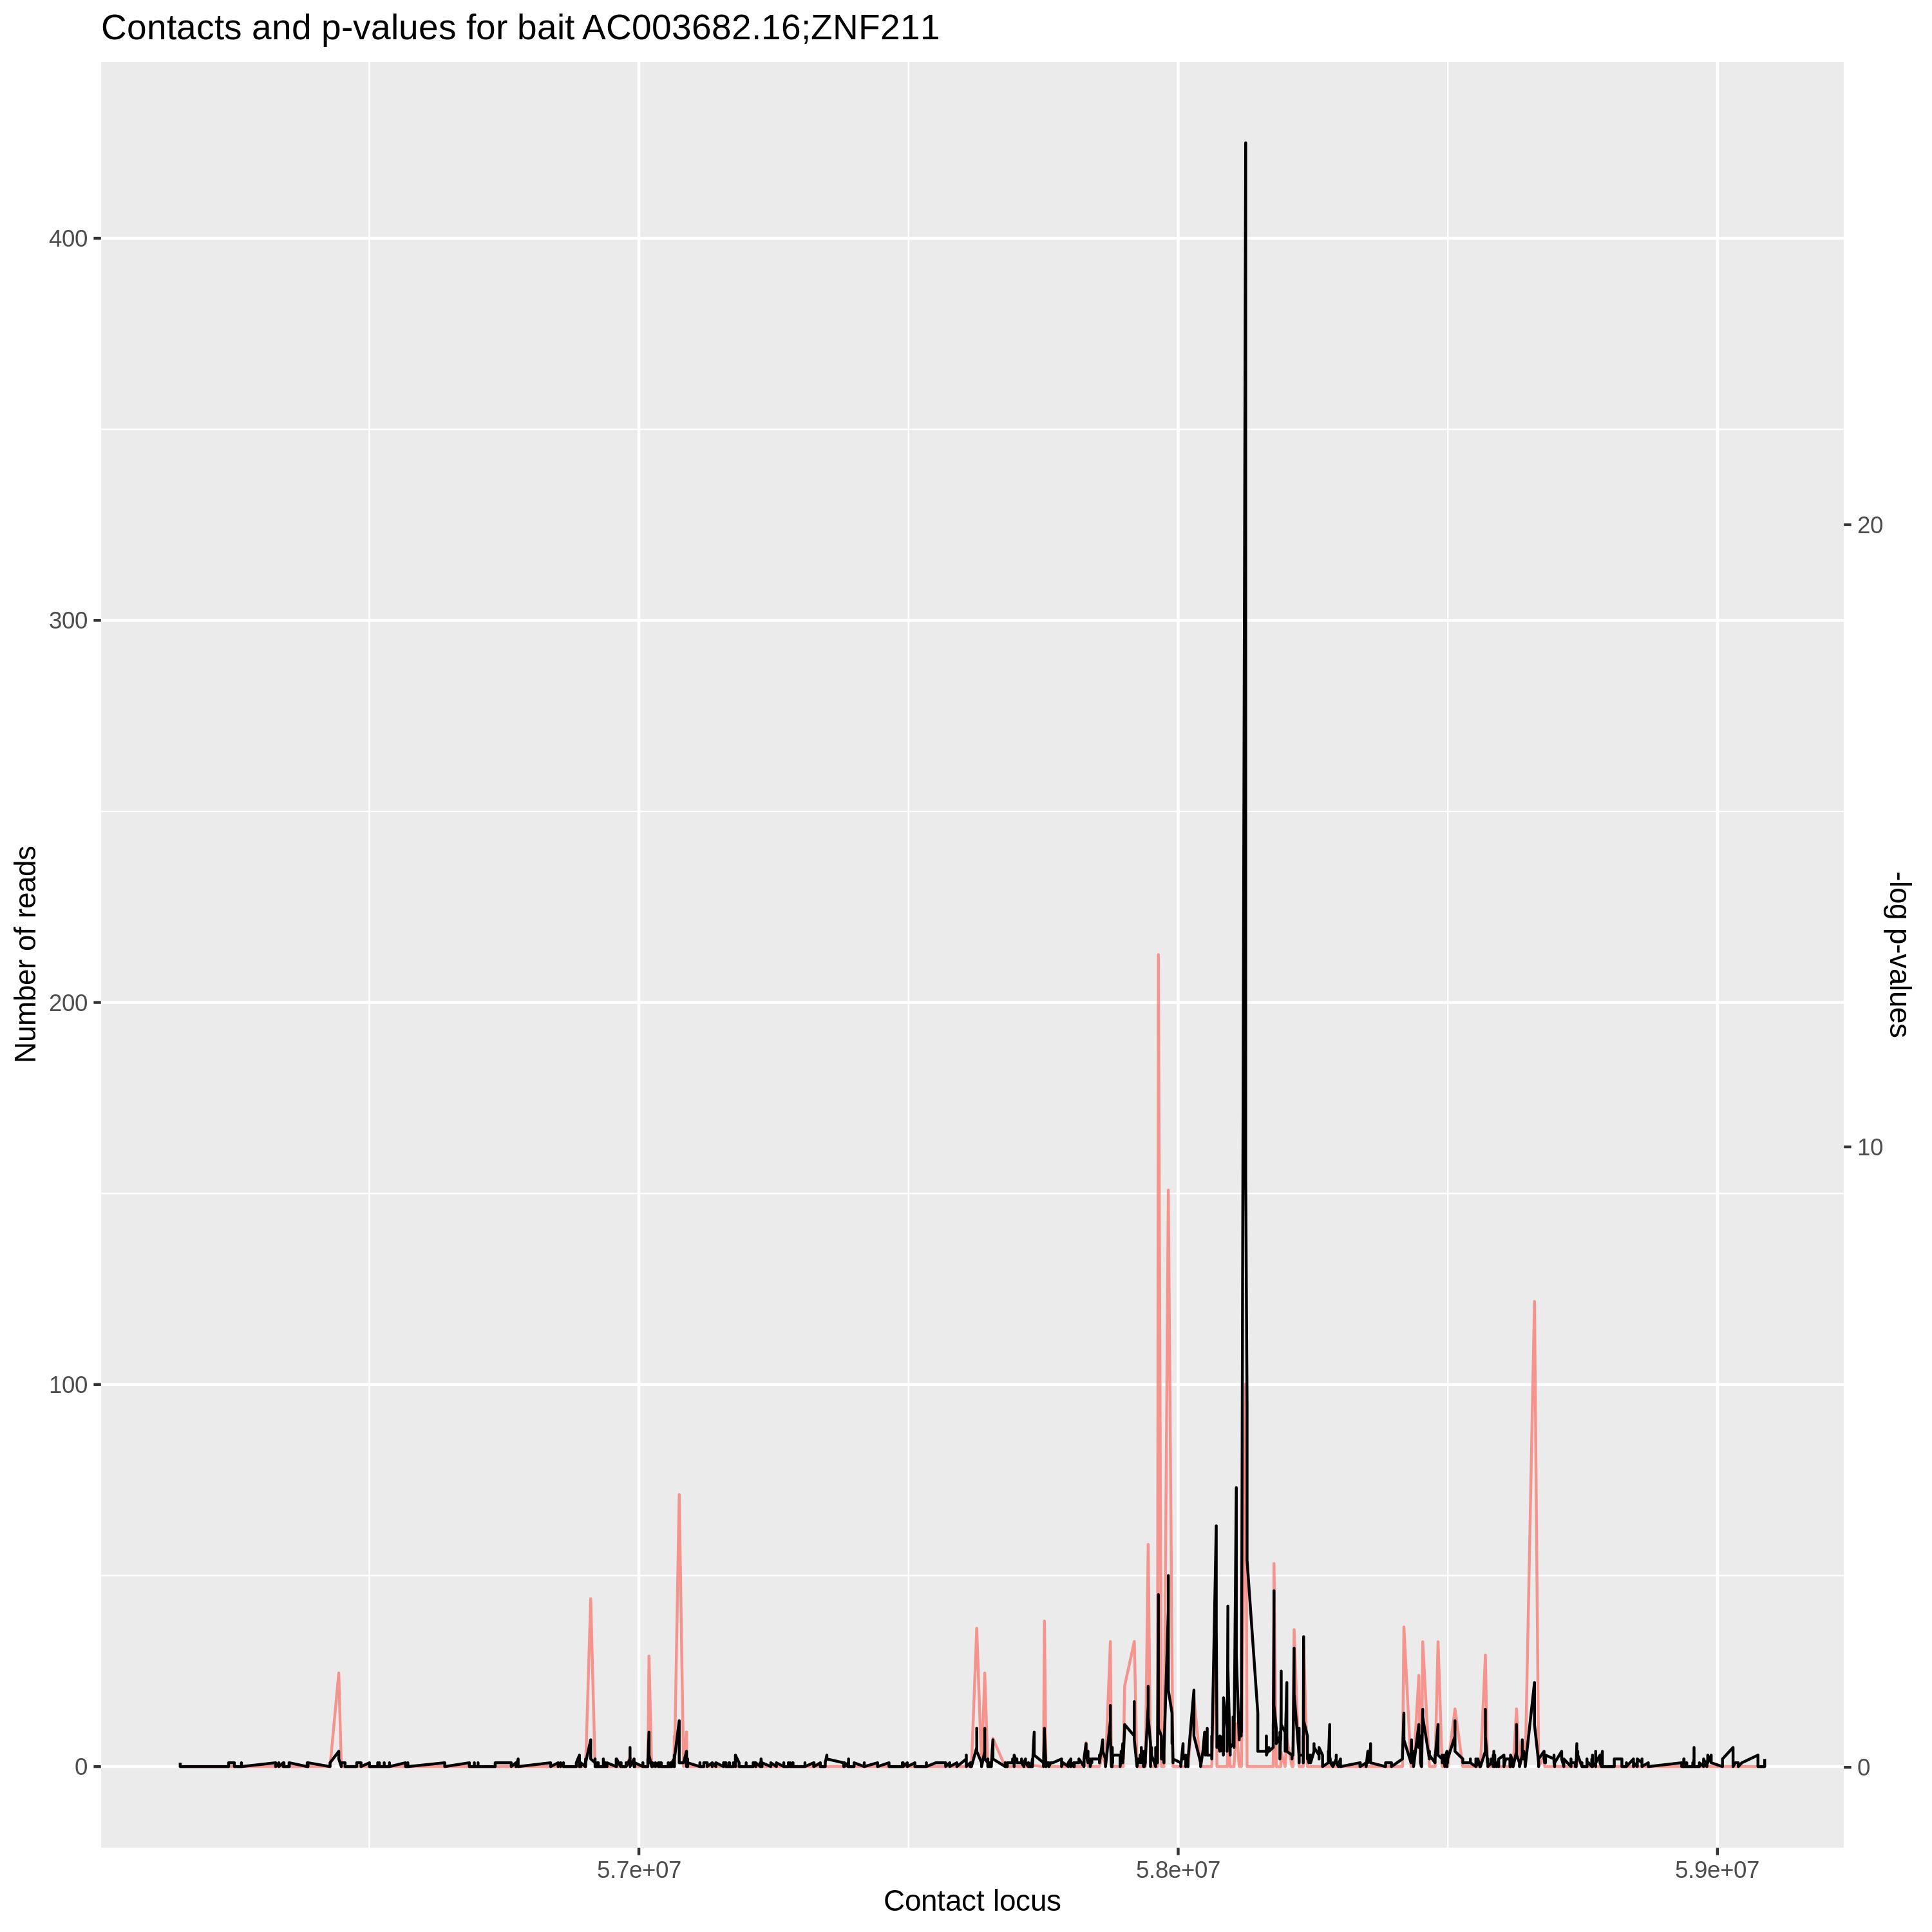 Contacts and p-values for bait AC003682.16;ZNF211
400
300
200
100
0
Number of reads
20
10
0
-log p-values
5.7e+07
5.8e+07
5.9e+07
Contact locus